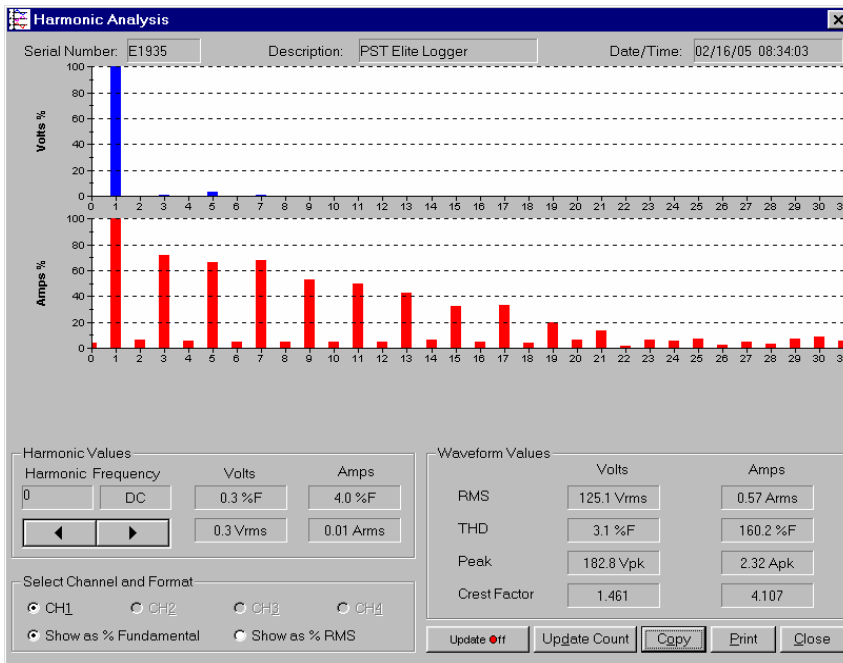 Harmonic Analysis
Serial Number: E1935 Description: PST Elite Logger Date/Time: 02/16/05 08:34:03
Volts %
100
80
60
40
20
0
0 1 2 3 4 5 6 7 8 9 10 11 12 13 14 15 16 17 18 19 20 21 22 23 24 25 26 27 28 29 30
Amps %
100
80
60
40
20
0
0 1 2 3 4 5 6 7 8 9 10 11 12 13 14 15 16 17 18 19 20 21 22 23 24 25 26 27 28 29 30
Harmonic Values
Harmonic Frequency Volts Amps
0 DC 0.3 %F 4.0 %F
0.3 Vrms 0.01 Arms
Select Channel and Format
CH1 CH2 CH3 CH4
Show as % Fundamental Show as % RMS
Waveform Values
Volts Amps
RMS 125.1 Vrms 0.57 Arms
THD 3.1 %F 160.2 %F
Peak 182.8 Vpk 2.32 Apk
Crest Factor 1.461 4.107
Update Off Update Count Copy Print Close